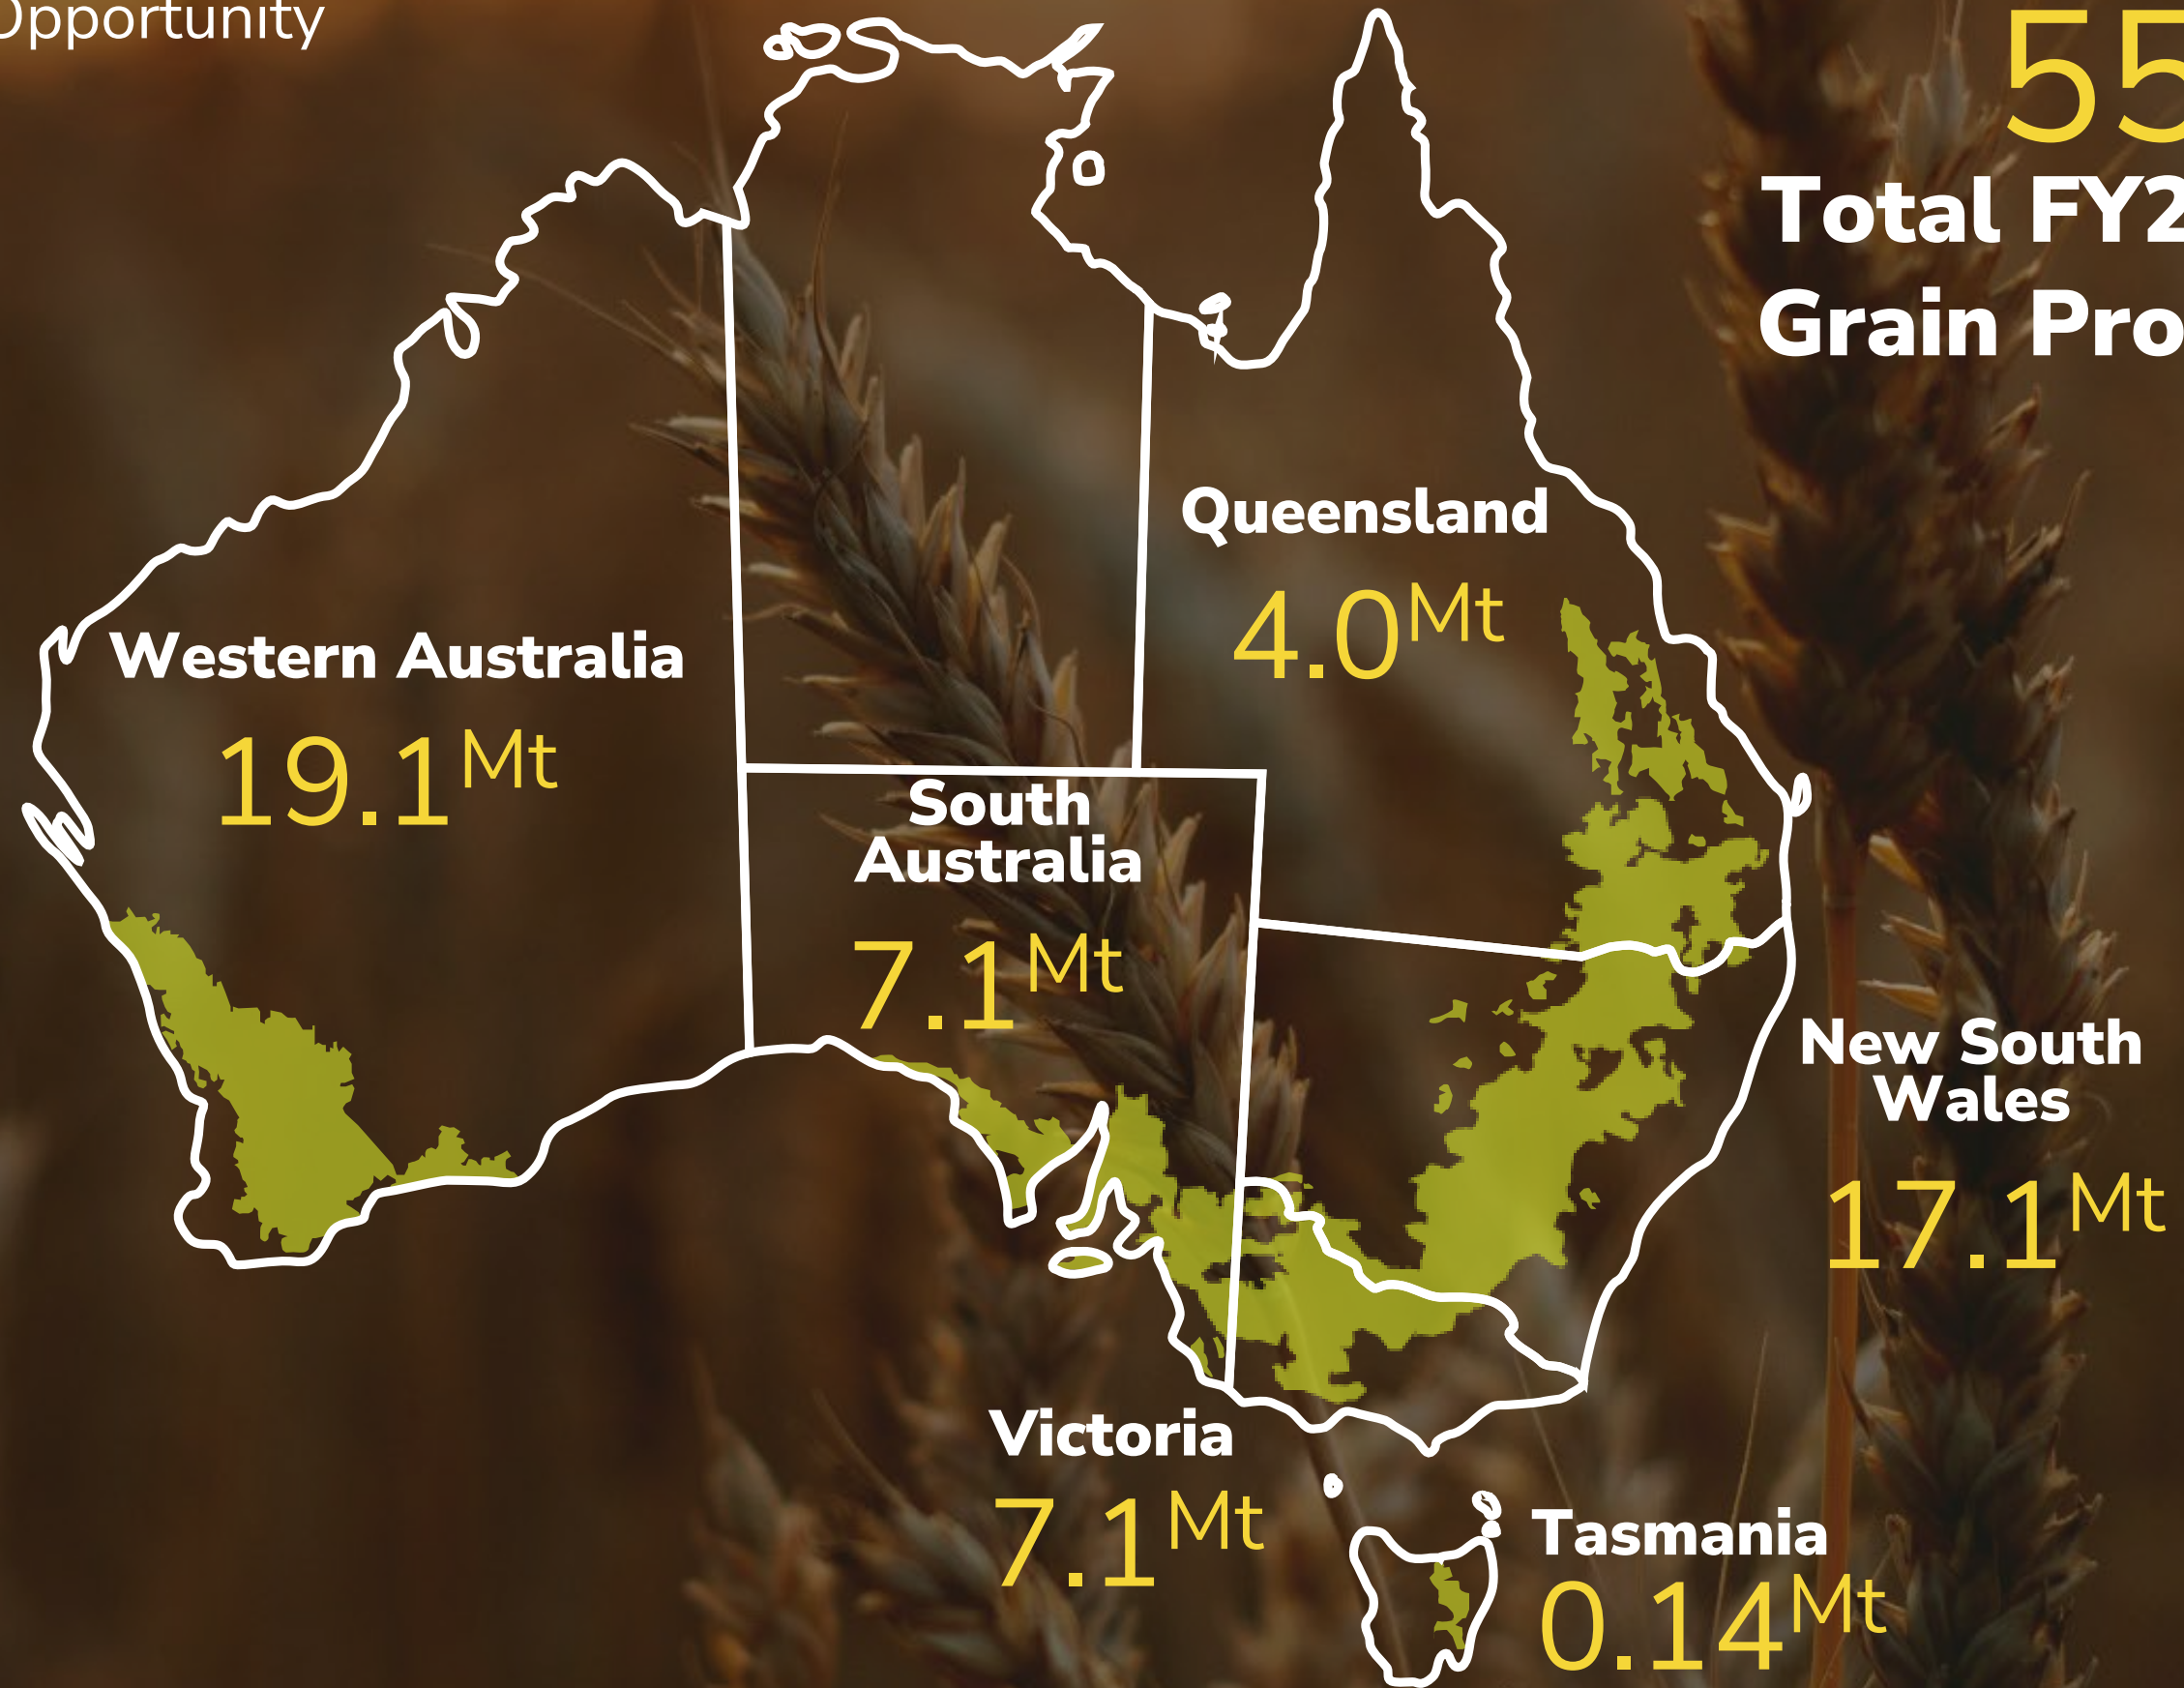 Opportunity
55
Total FY2
Grain Pro
Queensland
4.0Mt
Western Australia
19.1Mt
South
Australia
7.1Mt
New South
Wales
17.1Mt
Victoria
7.1Mt
Tasmania
0.14Mt